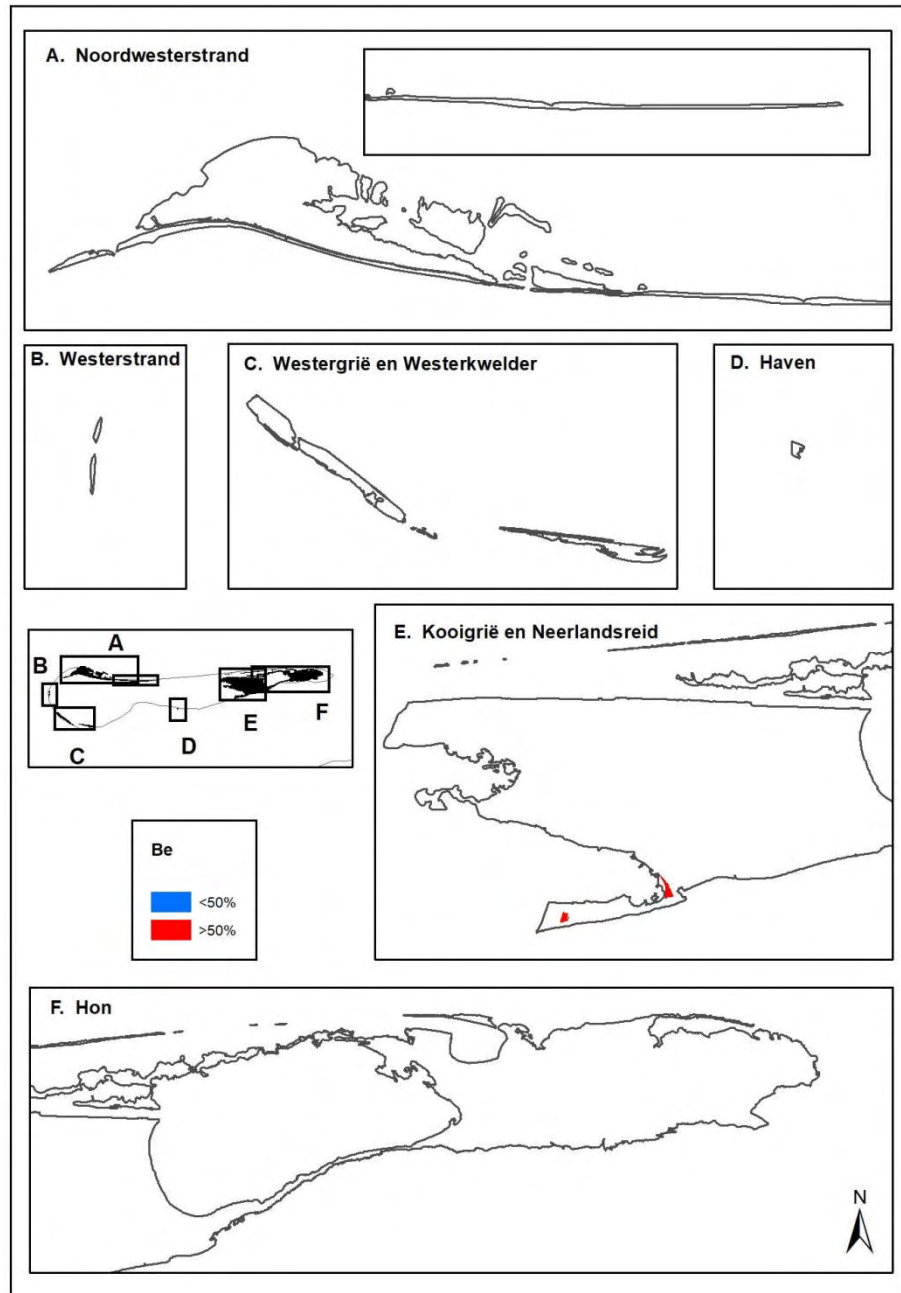 A. Noordwesterstrand
B. Westerstrand
C. Westergrië en Westerkwelder
D. Haven
A
B
C
D
E
F
E. Kooigrië en Neerlandsreid
Be
<50%
>50%
F. Hon
N